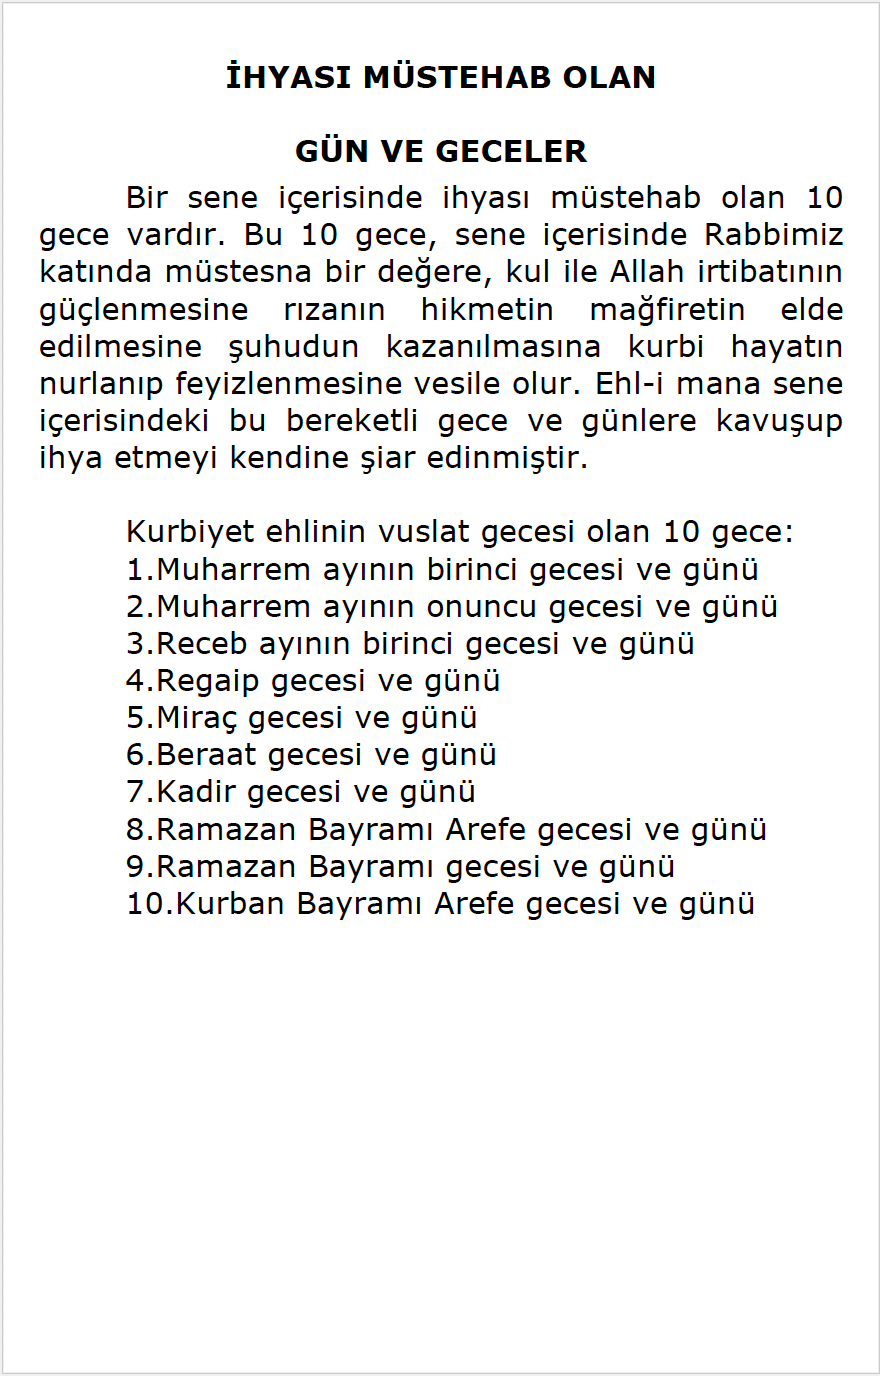 İHYASI MÜSTEHAB OLAN
GÜN VE GECELER
Bir sene içerisinde ihyası müstehab olan 10
gece vardır. Bu 10 gece, sene içerisinde Rabbimiz
katında müstesna bir değere, kul ile Allah irtibatının
güçlenmesine rızanın hikmetin mağfiretin elde
edilmesine şuhudun kazanılmasına kurbi hayatın
nurlanıp feyizlenmesine vesile olur. Ehl-i mana sene
içerisindeki bu bereketli gece ve günlere kavuşup
ihya etmeyi kendine şiar edinmiştir.
Kurbiyet ehlinin vuslat gecesi olan 10 gece:
1.Muharrem ayının birinci gecesi ve günü
2.Muharrem ayının onuncu gecesi ve günü
3.Receb ayının birinci gecesi ve günü
4.Regaip gecesi ve günü
5.Miraç gecesi ve günü
6.Beraat gecesi ve günü
7.Kadir gecesi ve günü
8.Ramazan Bayramı Arefe gecesi ve günü
9.Ramazan Bayramı gecesi ve günü
10.Kurban Bayramı Arefe gecesi ve günü